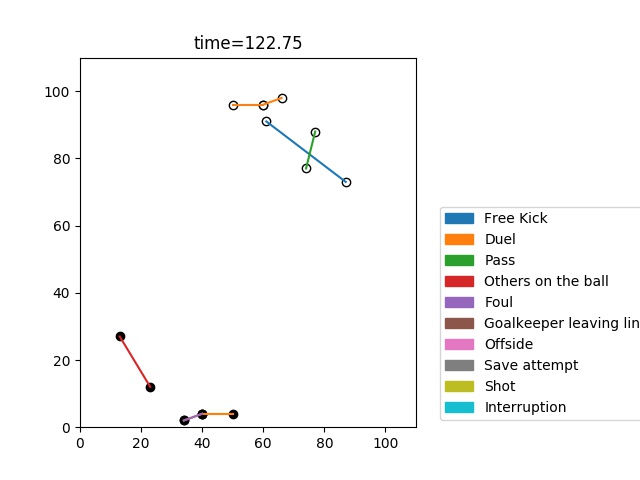 time=122.75
100
80
60
40
20
0
0 20 40 60 80 100
Free Kick
Duel
Pass
Others on the ball
Foul
Goalkeeper leaving lin
Offside
Save attempt
Shot
Interruption